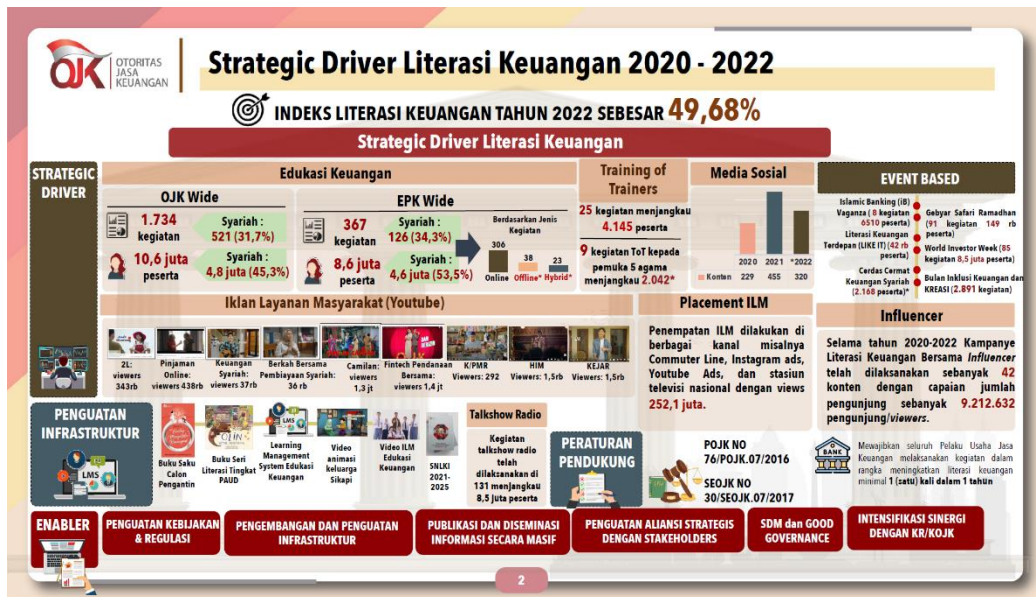 OJK
OTORITAS
JASA
KEUANGAN
Strategic Driver Literasi Keuangan 2020 - 2022
INDEKS LITERASI KEUANGAN TAHUN 2022 SEBESAR 49,68%
Strategic Driver Literasi Keuangan
STRATEGIC
DRIVER
Edukasi Keuangan
OJK Wide
1.734
kegiatan
Syariah :
521 (31,7%)
10,6 juta
peserta
Syariah :
4,8 juta (45,3%)
EPK Wide
367
kegiatan
Syariah :
126 (34,3%)
8,6 juta
peserta
Syariah :
4,6 juta (53,5%)
Berdasarkan Jenis
Kegiatan
306
38
23
Online Offline* Hybrid*
Training of
Trainers
25 kegiatan menjangkau
4.145 peserta
9 kegiatan ToT kepada
pemuka 5 agama
menjangkau 2.042*
Media Sosial
2020 2021 *2022
Konten 229 455 320
EVENT BASED
Islamic Banking (iB)
Vaganza ( 8 kegiatan
6510 peserta)
Literasi Keuangan
Terdepan (LIKE IT) (42 rb
peserta)
Cerdas Cermat
Keuangan Syariah
(2.168 peserta)*
Gebyar Safari Ramadhan
(91 kegiatan 149 rb
peserta)
World Investor Week (85
kegiatan 8,5 juta peserta)
Bulan Inklusi Keuangan dan
KREASI (2.891 kegiatan)
Iklan Layanan Masyarakat (Youtube)
2L:
viewers
343rb
Pinjaman
Online:
viewers 438rb
Keuangan
Syariah:
viewers 37rb
Berkah Bersama
Pembiayaan Syariah:
36 rb
Camilan:
viewers
1,3 jt
Fintech Pendanaan
Bersama:
viewers 1,4 jt
K/PMR
Viewers: 292
HIM
Viewers: 1,5rb
KEJAR
Viewers: 1,5rb
Placement ILM
Penempatan ILM dilakukan di
berbagai kanal misalnya
Commuter Line, Instagram ads,
Youtube Ads, dan stasiun
televisi nasional dengan views
252,1 juta.
Influencer
Selama tahun 2020-2022 Kampanye
Literasi Keuangan Bersama Influencer
telah dilaksanakan sebanyak 42
konten dengan capaian jumlah
pengunjung sebanyak 9.212.632
pengunjung/viewers.
PENGUATAN
INFRASTRUKTUR
LMS
Buku Saku
Calon
Pengantin
Buku Seri
Literasi Tingkat
PAUD
LMS
Learning
Management
System Edukasi
Keuangan
Video
animasi
keluarga
Sikapi
Video ILM
Edukasi
Keuangan
SNLKI
2021-
2025
Talkshow Radio
Kegiatan
talkshow radio
telah
dilaksanakan di
131 menjangkau
8,5 juta peserta
PERATURAN
PENDUKUNG
POJK NO
76/POJK.07/2016
SEOJK NO
30/SEOJK.07/2017
BANK
Mewajibkan seluruh Pelaku Usaha Jasa
Keuangan melaksanakan kegiatan dalam
rangka meningkatkan literasi keuangan
minimal 1 (satu) kali dalam 1 tahun
ENABLER
PENGUATAN KEBIJAKAN
& REGULASI
PENGEMBANGAN DAN PENGUATAN
INFRASTRUKTUR
PUBLIKASI DAN DISEMINASI
INFORMASI SECARA MASIF
PENGUATAN ALIANSI STRATEGIS
DENGAN STAKEHOLDERS
SDM dan GOOD
GOVERNANCE
INTENSIFIKASI SINERGI
DENGAN KR/KOJK
2